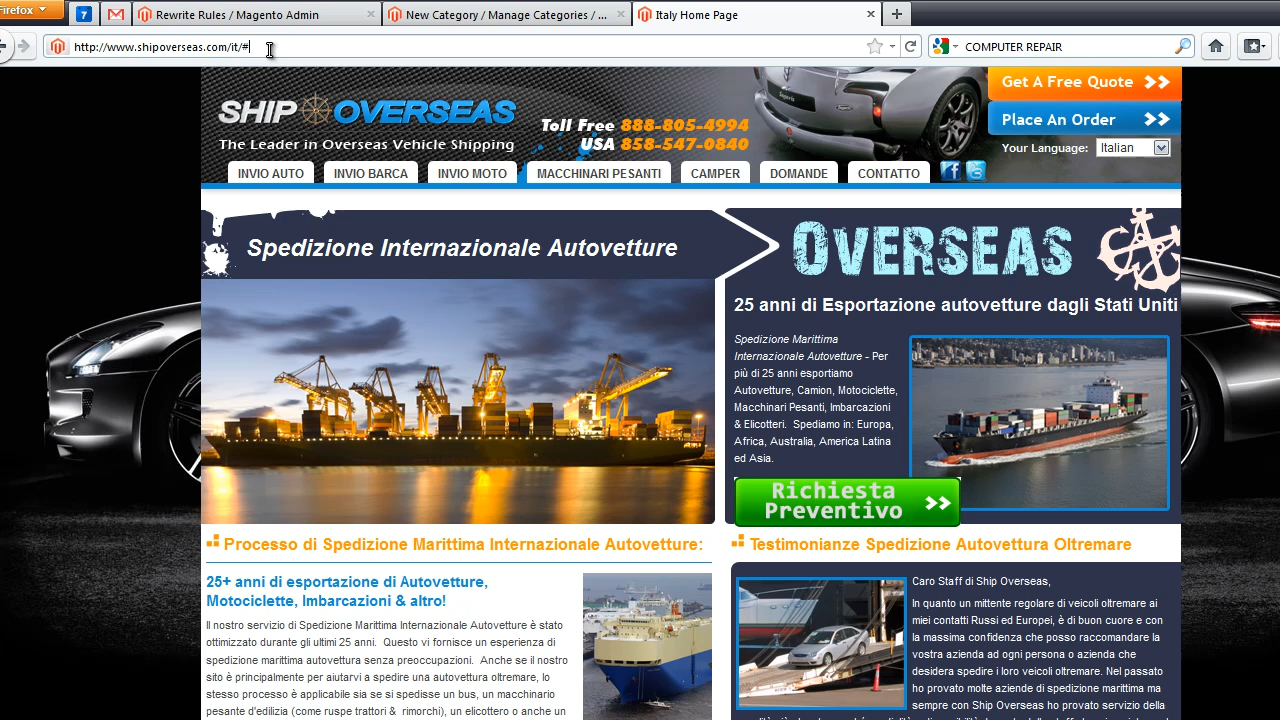 Firefox
7
Rewrite Rules / Magento Admin
New Category / Manage Categories / ...
Italy Home Page
http://www.shipoverseas.com/it/#
COMPUTER REPAIR
SHIP OVERSEAS
The Leader in Overseas Vehicle Shipping
Toll Free 888-805-4994
USA 858-547-0840
Get A Free Quote
Place An Order
Your Language: Italian
INVIO AUTO
INVIO BARCA
INVIO MOTO
MACCHINARI PESANTI
CAMPER
DOMANDE
CONTATTO
Spedizione Internazionale Autovetture
OVERSEAS
25 anni di Esportazione autovetture dagli Stati Uniti
Spedizione Marittima
Internazionale Autovetture - Per
più di 25 anni esportiamo
Autovetture, Camion, Motociclette,
Macchinari Pesanti, Imbarcazioni
& Elicotteri. Spediamo in: Europa,
Africa, Australia, America Latina
ed Asia.
Richiesta
Preventivo
Processo di Spedizione Marittima Internazionale Autovetture:
25+ anni di esportazione di Autovetture,
Motociclette, Imbarcazioni & altro!
Il nostro servizio di Spedizione Marittima Internazionale Autovetture è stato
ottimizzato durante gli ultimi 25 anni. Questo vi fornisce un esperienza di
spedizione marittima autovettura senza preoccupazioni. Anche se il nostro
sito è principalmente per aiutarvi a spedire una autovettura oltremare, lo
stesso processo è applicabile sia se si spedisse un bus, un macchinario
pesante d'edilizia (come ruspe trattori & rimorchi), un elicottero o anche un
Testimonianze Spedizione Autovettura Oltremare
Caro Staff di Ship Overseas,
In quanto un mittente regolare di veicoli oltremare ai
miei contatti Russi ed Europei, è di buon cuore e con
la massima confidenza che posso raccomandare la
vostra azienda ad ogni persona o azienda che
desidera spedire i loro veicoli oltremare. Nel passato
ho provato molte aziende di spedizione marittima ma
sempre con Ship Overseas ho provato servizio della